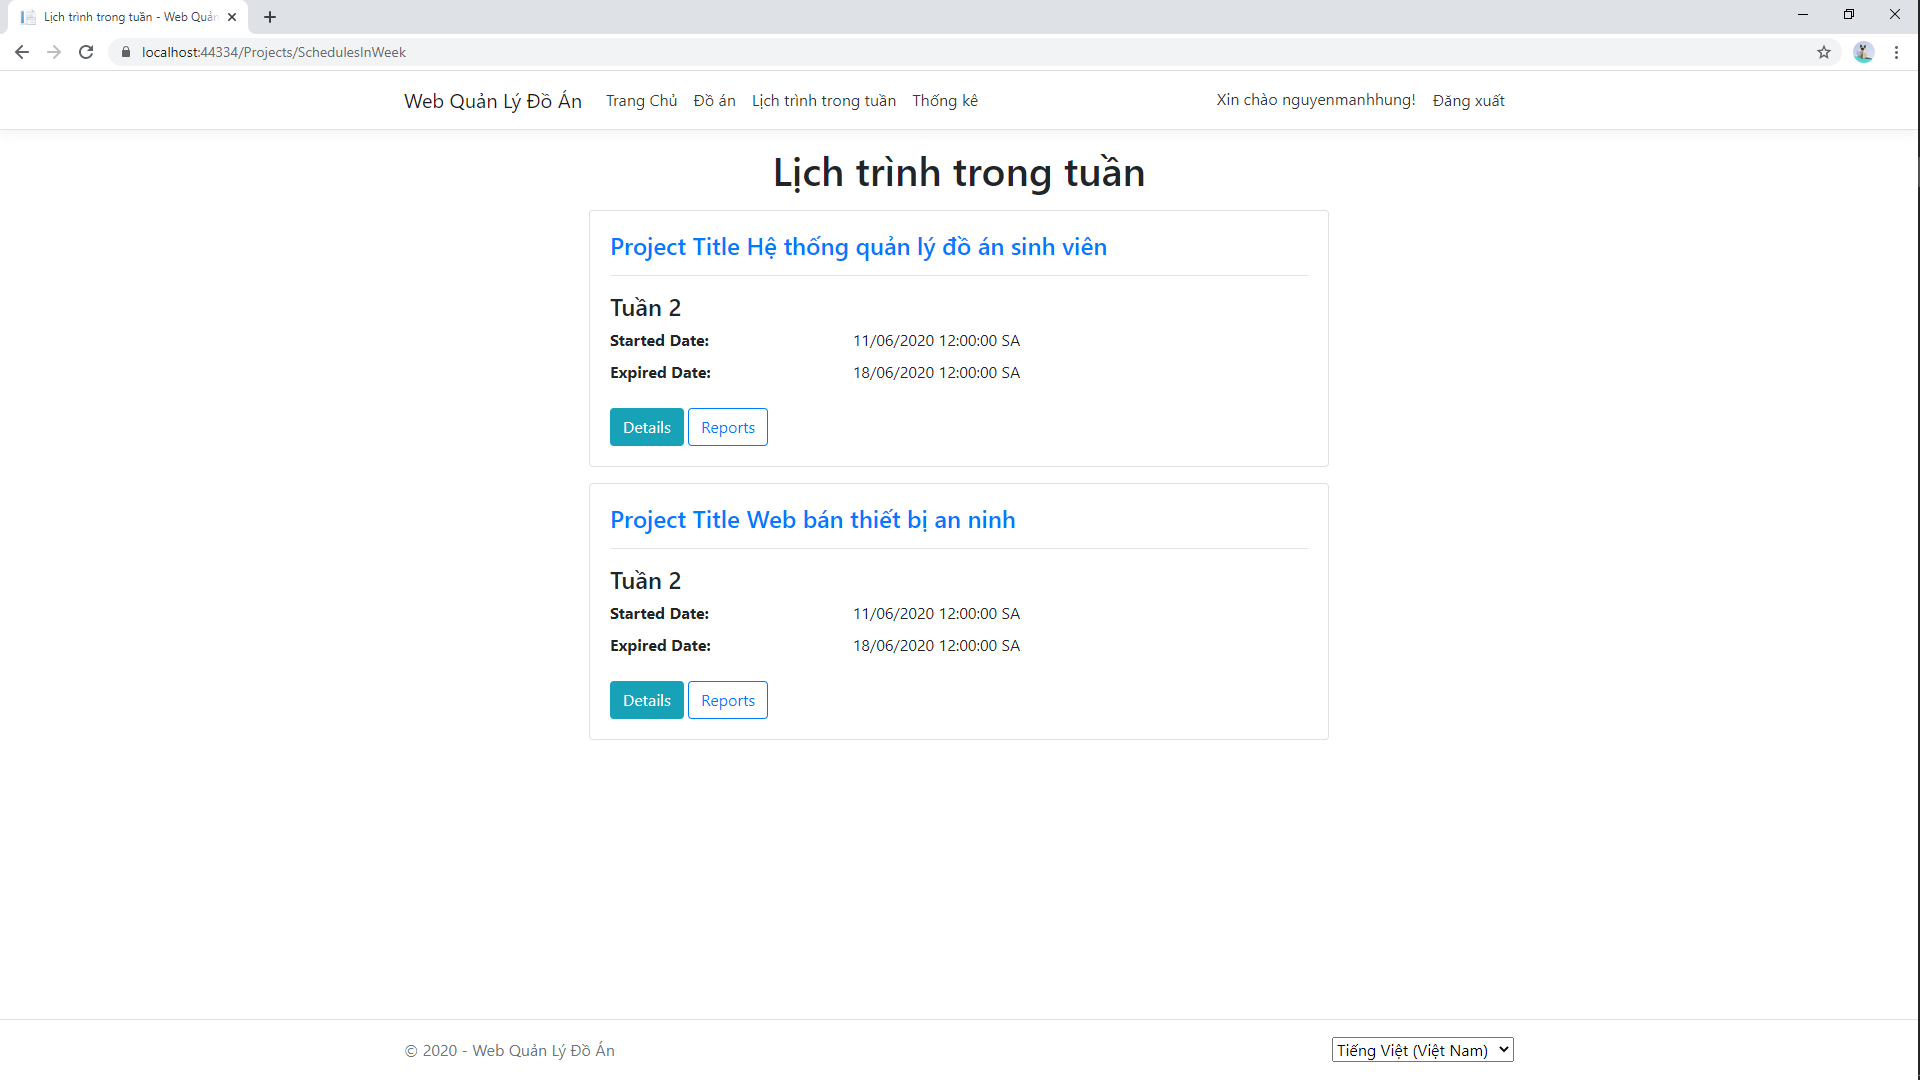 Lịch trình trong tuần - Web Quản
localhost:44334/Projects/SchedulesInWeek
Web Quản Lý Đồ Án Trang Chủ Đồ án Lịch trình trong tuần Thống kê Xin chào nguyenmanhhung! Đăng xuất
Lịch trình trong tuần
Project Title Hệ thống quản lý đồ án sinh viên
Tuần 2
Started Date: 11/06/2020 12:00:00 SA
Expired Date: 18/06/2020 12:00:00 SA
Details Reports
Project Title Web bán thiết bị an ninh
Tuần 2
Started Date: 11/06/2020 12:00:00 SA
Expired Date: 18/06/2020 12:00:00 SA
Details Reports
© 2020 - Web Quản Lý Đồ Án Tiếng Việt (Việt Nam)